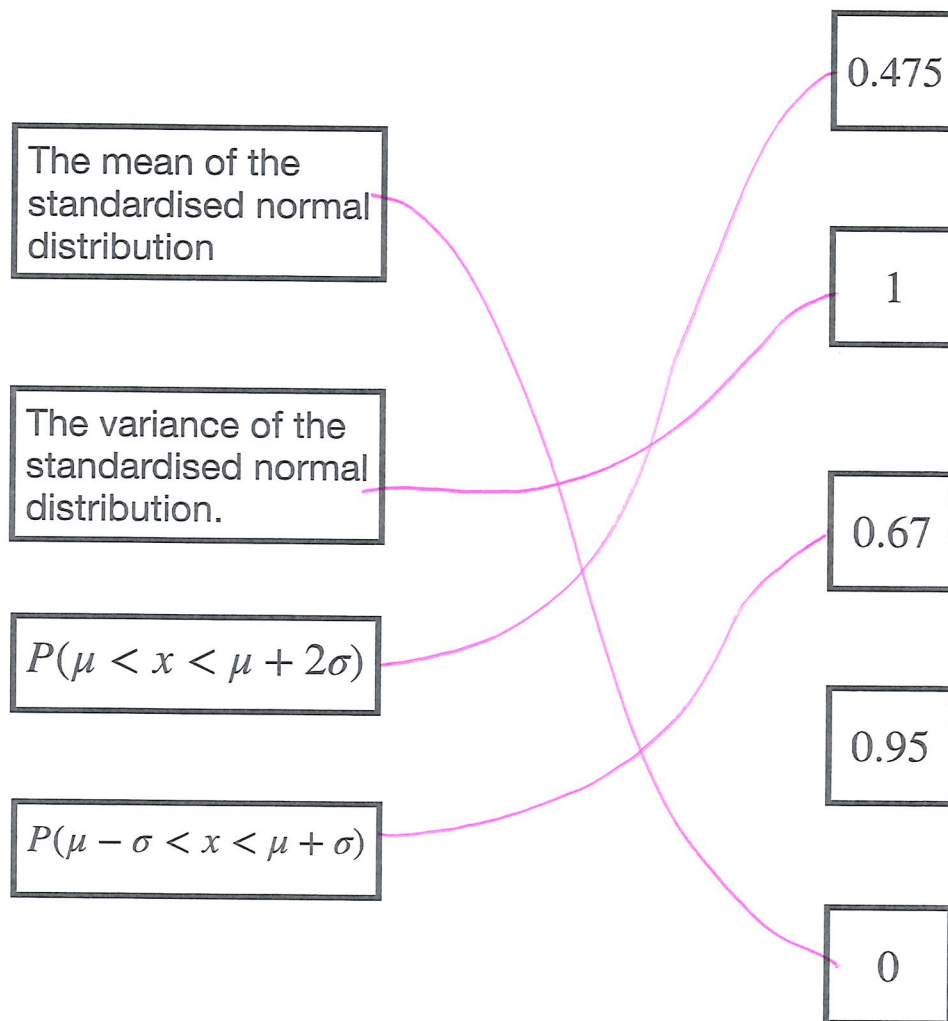 The mean of the
standardised normal
distribution
The variance of the
standardised normal
distribution.
P(μ < x < μ + 2σ)
P(μ − σ < x < μ + σ)
0.475
1
0.67
0.95
0